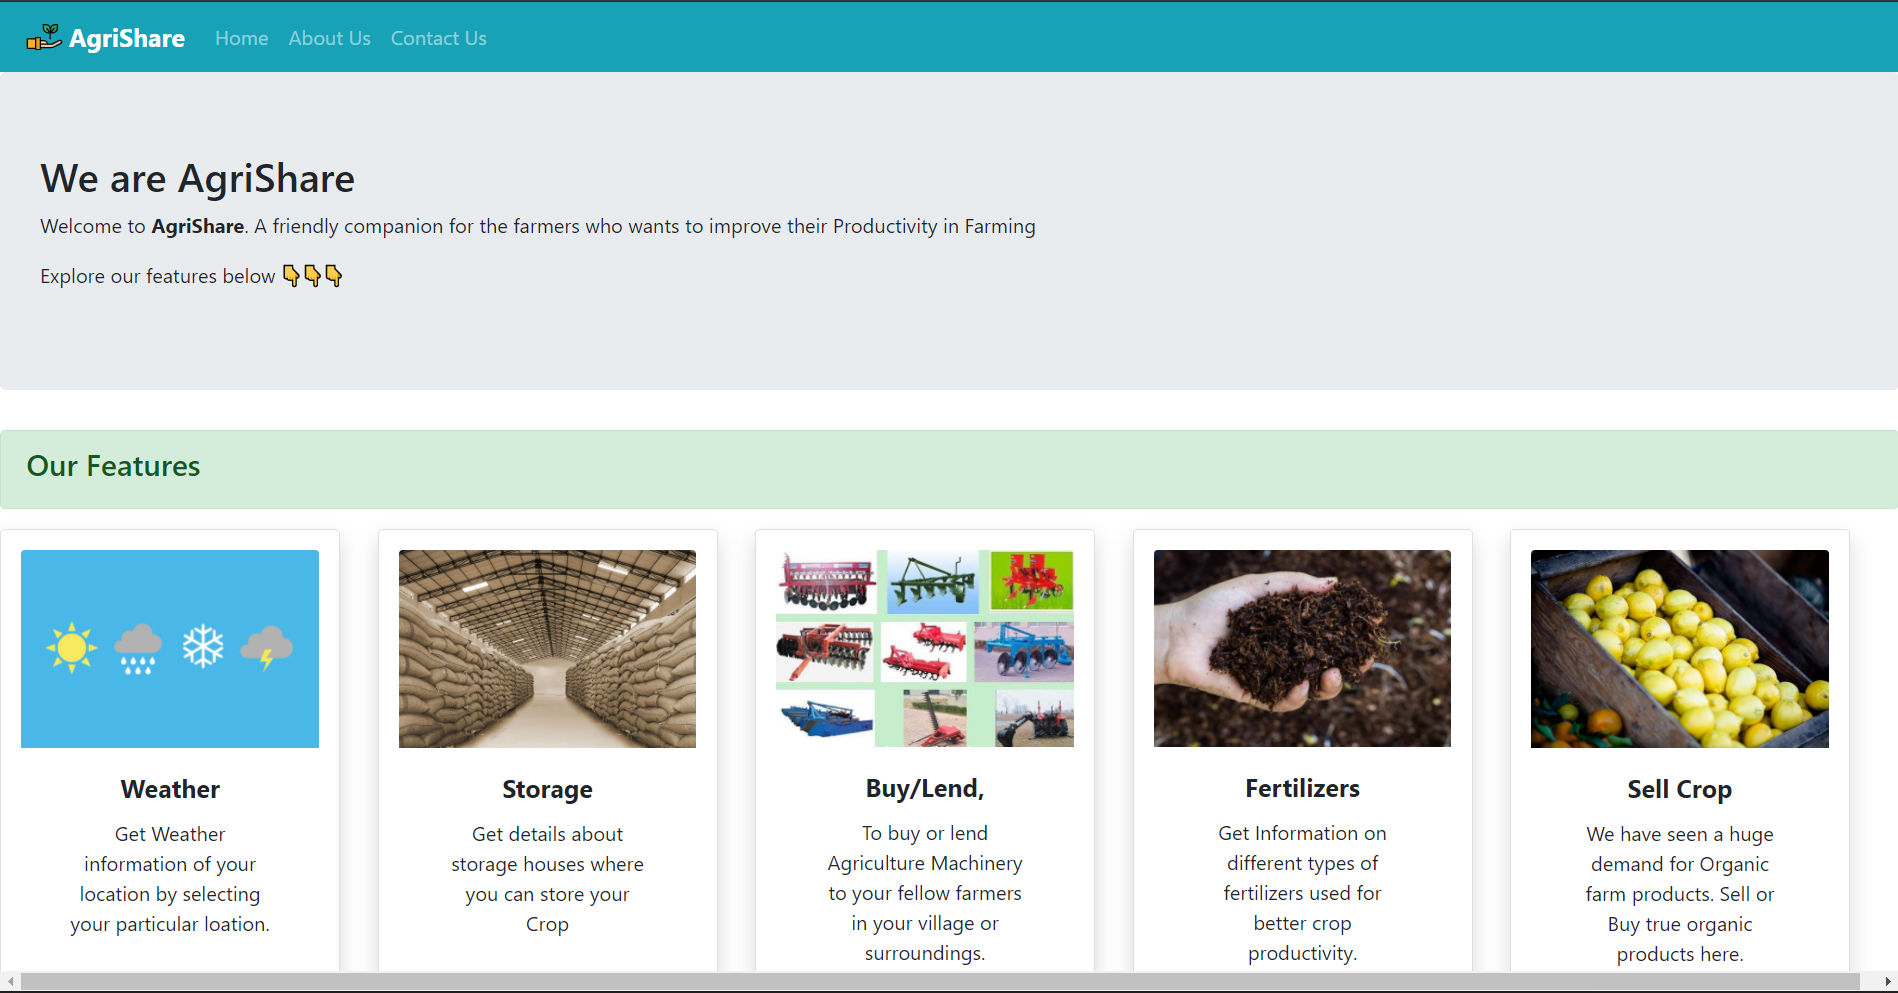 AgriShare Home About Us Contact Us
We are AgriShare
Welcome to AgriShare. A friendly companion for the farmers who wants to improve their Productivity in Farming
Explore our features below 👇👇👇
Our Features
Weather
Get Weather
information of your
location by selecting
your particular loation.
Storage
Get details about
storage houses where
you can store your
Crop
Buy/Lend,
To buy or lend
Agriculture Machinery
to your fellow farmers
in your village or
surroundings.
Fertilizers
Get Information on
different types of
fertilizers used for
better crop
productivity.
Sell Crop
We have seen a huge
demand for Organic
farm products. Sell or
Buy true organic
products here.